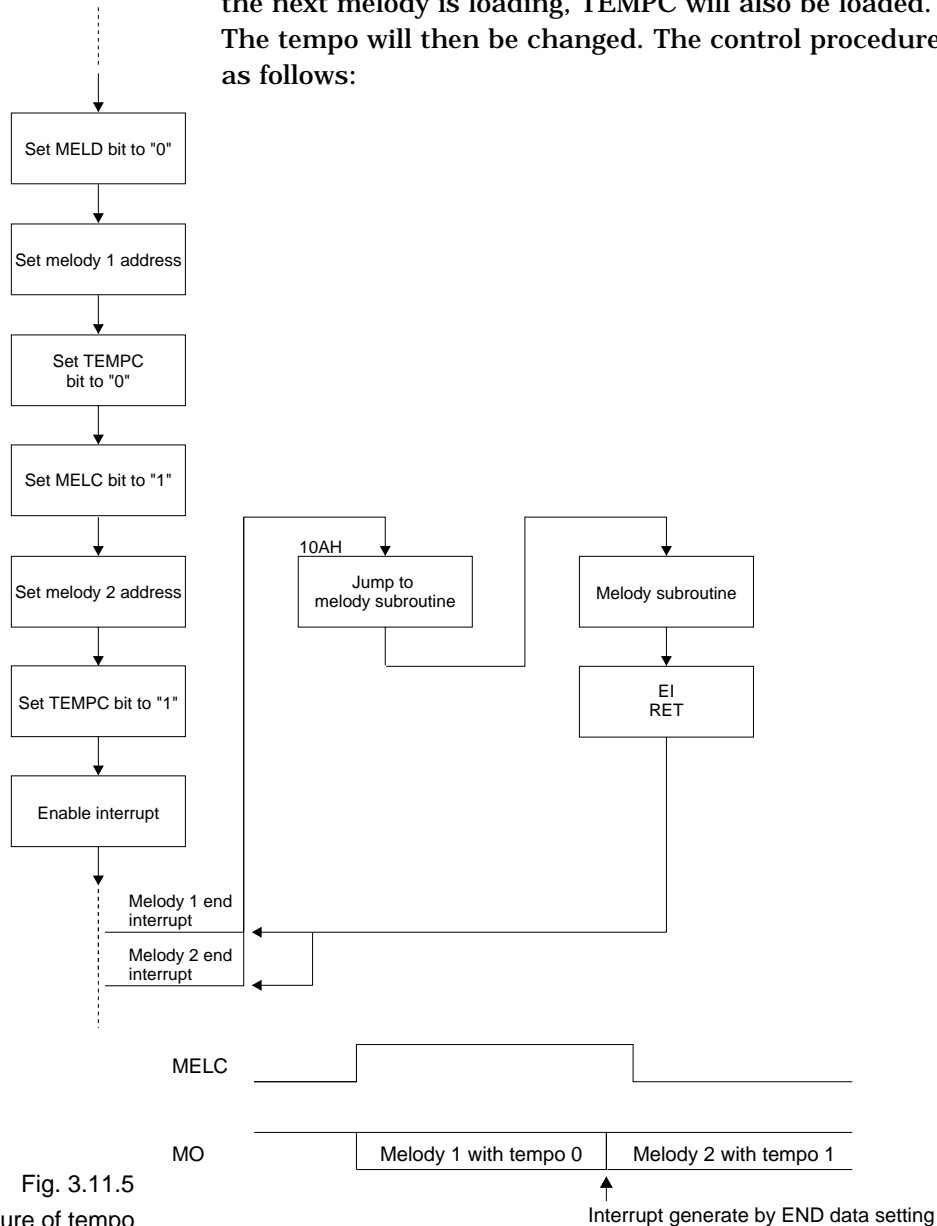 the next melody is loading, TEMPC will also be loaded.
The tempo will then be changed. The control procedure
as follows:
Set MELD bit to "0"
Set melody 1 address
Set TEMPC
bit to "0"
Set MELC bit to "1"
Set melody 2 address
Set TEMPC bit to "1"
Enable interrupt
10AH
Jump to
melody subroutine
Melody subroutine
EI
RET
Melody 1 end
interrupt
Melody 2 end
interrupt
MELC
MO
Melody 1 with tempo 0
Melody 2 with tempo 1
Interrupt generate by END data setting
Fig. 3.11.5
ure of tempo